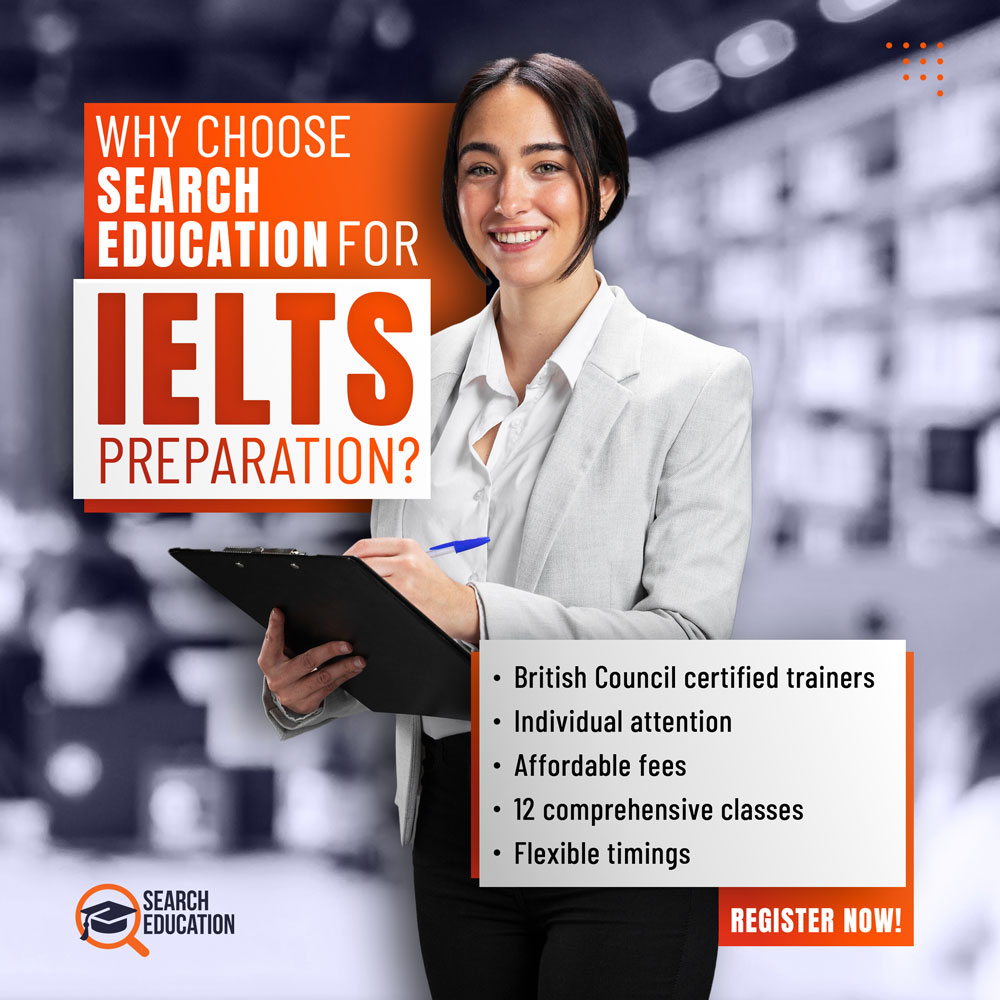 WHY CHOOSE
SEARCH
EDUCATION FOR
IELTS
PREPARATION?
• British Council certified trainers
• Individual attention
• Affordable fees
• 12 comprehensive classes
• Flexible timings
REGISTER NOW!
SEARCH
EDUCATION